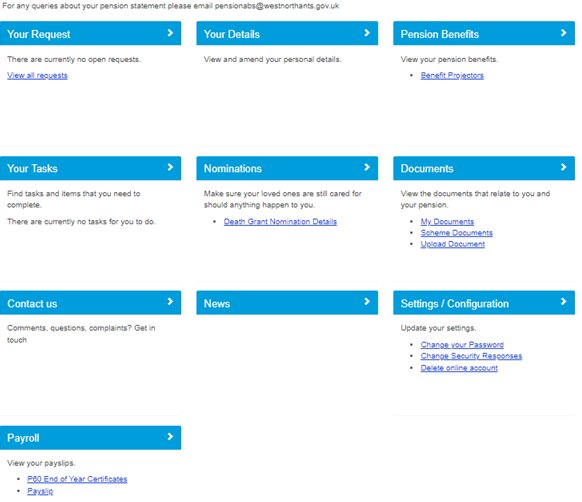 For any queries about your pension statement please email pensionabs@westnorthants.gov.uk
Your Request
There are currently no open requests.
View all requests
Your Details
View and amend your personal details.
Pension Benefits
View your pension benefits.
Benefit Projectors
Your Tasks
Find tasks and items that you need to
complete.
There are currently no tasks for you to do.
Nominations
Make sure your loved ones are still cared for
should anything happen to you.
Death Grant Nomination Details
Documents
View the documents that relate to you and
your pension.
My Documents
Scheme Documents
Upload Document
Contact us
Comments, questions, complaints? Get in
touch
News
Settings / Configuration
Update your settings.
Change your Password
Change Security Responses
Delete online account
Payroll
View your payslips.
P60 End of Year Certificates
Payslip